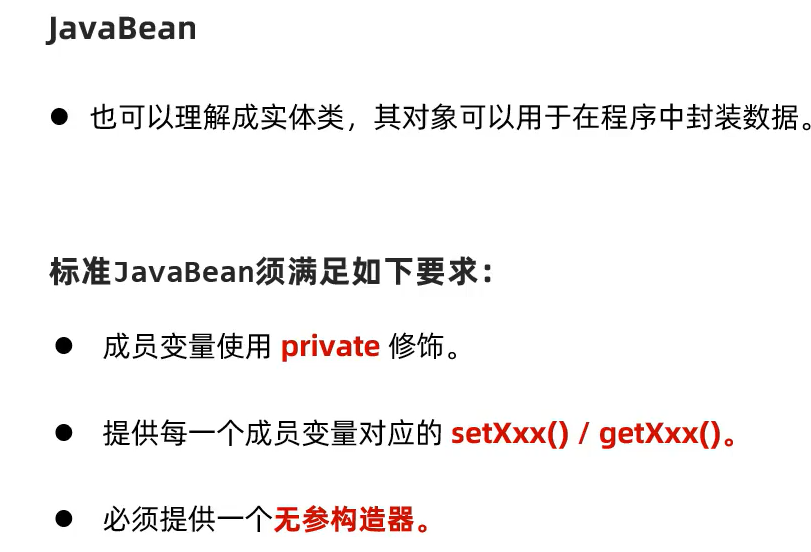 JavaBean
● 也可以理解成实体类，其对象可以用于在程序中封装数据。
标准JavaBean须满足如下要求：
● 成员变量使用 private 修饰。
● 提供每一个成员变量对应的 setXxx() / getXxx()。
● 必须提供一个无参构造器。